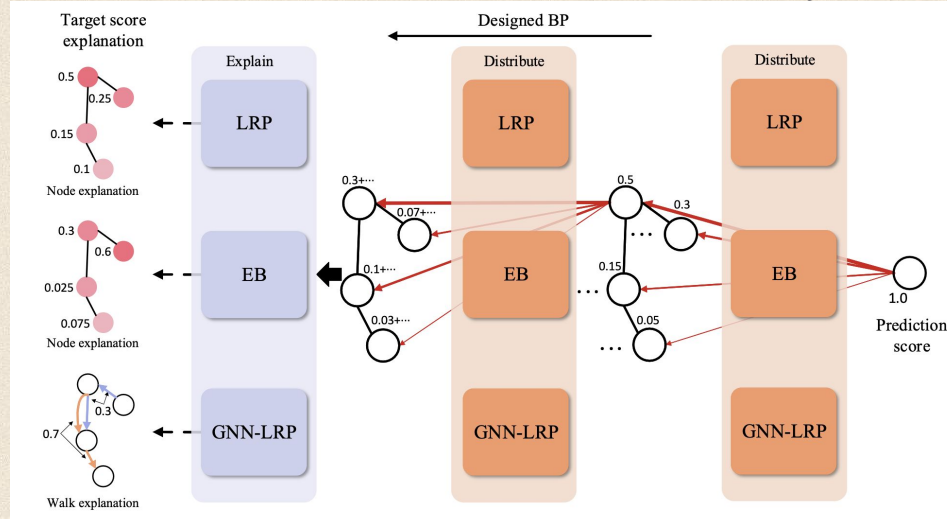 Designed BP
Target score
explanation
Explain
Distribute
Distribute
0.5
0.25
0.15
0.1
Node explanation
LRP
LRP
LRP
0.3+···
0.07+···
0.1+···
0.03+···
0.5
0.3
0.15
0.05
...
...
...
0.3
0.6
0.025
0.075
Node explanation
EB
EB
EB
1.0
Prediction
score
0.3
0.7
Walk explanation
GNN-LRP
GNN-LRP
GNN-LRP